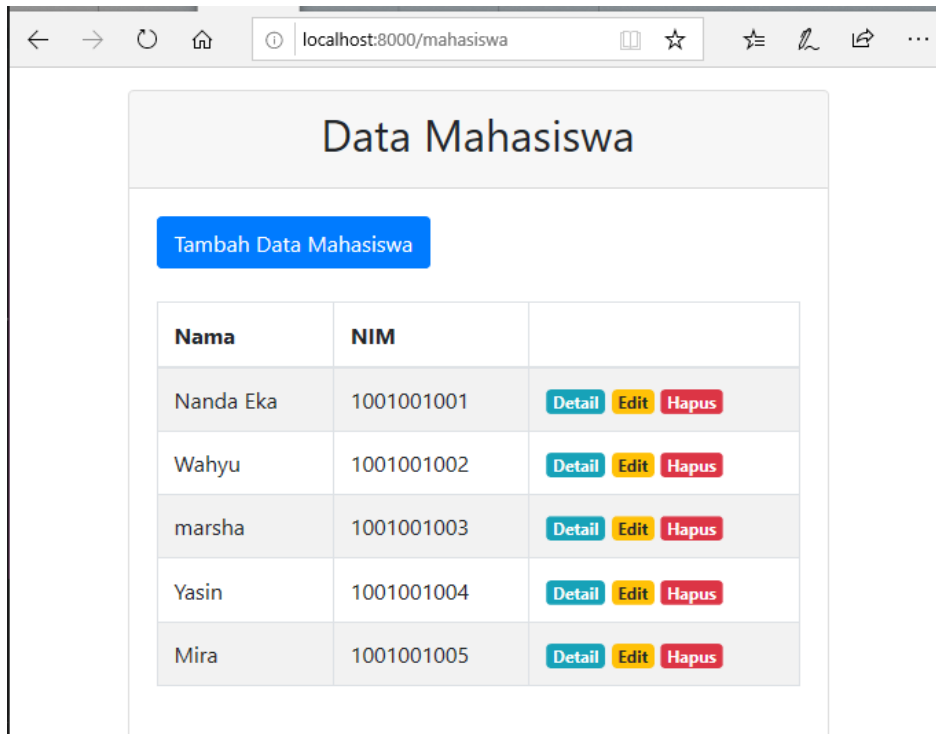 localhost:8000/mahasiswa
Data Mahasiswa
Tambah Data Mahasiswa
Nama NIM
Nanda Eka 1001001001 Detail Edit Hapus
Wahyu 1001001002 Detail Edit Hapus
marsha 1001001003 Detail Edit Hapus
Yasin 1001001004 Detail Edit Hapus
Mira 1001001005 Detail Edit Hapus